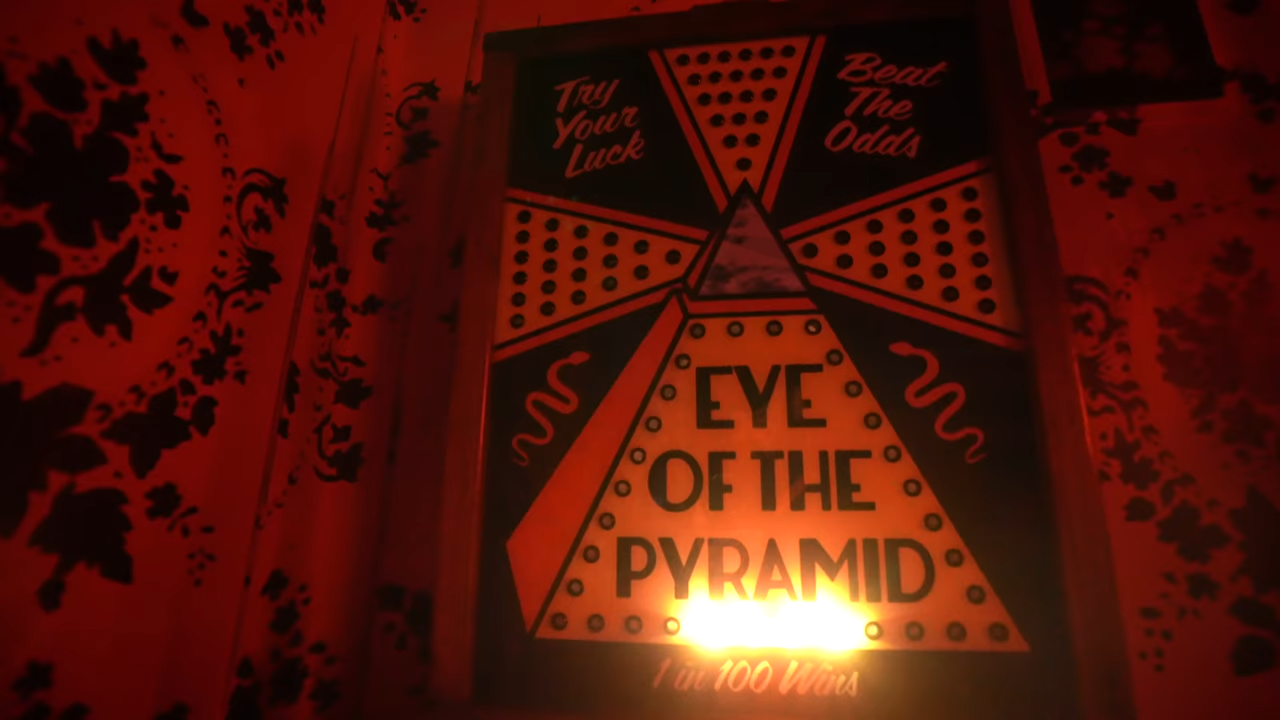 Try
Your
Luck
Beat
The
Odds
EYE
OF THE
PYRAMID
1 in 100 Wins